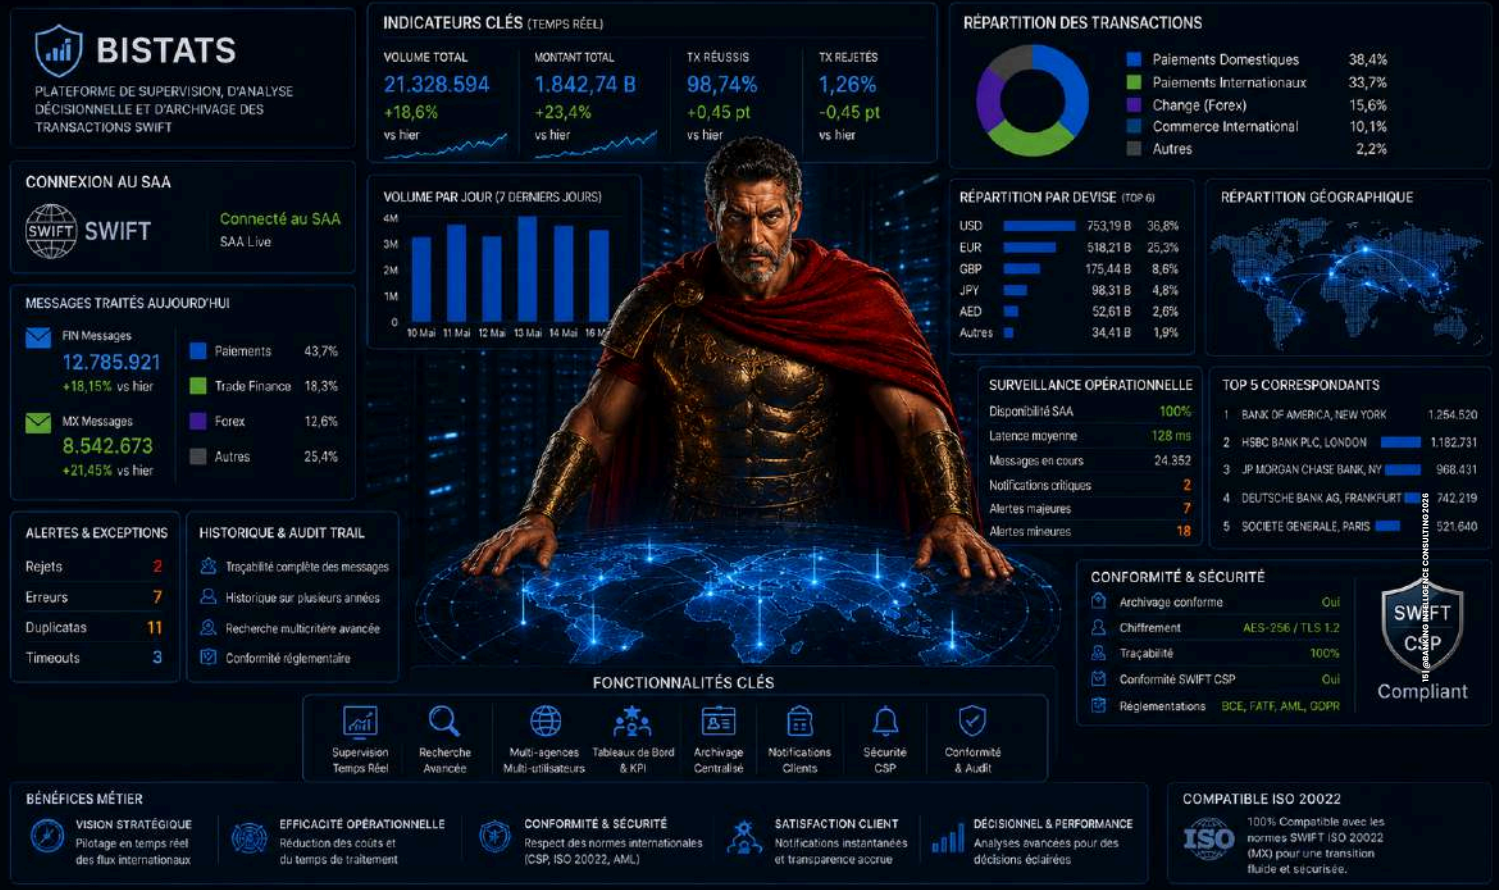 BISTATS
PLATEFORME DE SUPERVISION, D'ANALYSE
DÉCISIONNELLE ET D'ARCHIVAGE DES
TRANSACTIONS SWIFT
INDICATEURS CLÉS (TEMPS RÉEL)
VOLUME TOTAL
21.328.594
+18,6%
vs hier
MONTANT TOTAL
1.842,74 B
+23,4%
vs hier
TX RÉUSSIS
98,74%
+0,45 pt
vs hier
TX REJETÉS
1,26%
-0,45 pt
vs hier
RÉPARTITION DES TRANSACTIONS
Paiements Domestiques 38,4%
Paiements Internationaux 33,7%
Change (Forex) 15,6%
Commerce International 10,1%
Autres 2,2%
CONNEXION AU SAA
SWIFT SWIFT
Connecté au SAA
SAA Live
VOLUME PAR JOUR (7 DERNIERS JOURS)
4M
3M
2M
1M
0
10 Mai 11 Mai 12 Mai 13 Mai 14 Mai 16 M
RÉPARTITION PAR DEVISE (TOP 6)
USD 753,19 B 36,8%
EUR 518,21 B 25,3%
GBP 175,44 B 8,6%
JPY 98,31 B 4,8%
AED 52,61 B 2,6%
Autres 34,41 B 1,9%
RÉPARTITION GÉOGRAPHIQUE
MESSAGES TRAITÉS AUJOURD'HUI
FIN Messages
12.785.921
+18,15% vs hier
MX Messages
8.542.673
+21,45% vs hier
Paiements 43,7%
Trade Finance 18,3%
Forex 12,6%
Autres 25,4%
SURVEILLANCE OPÉRATIONNELLE
Disponibilité SAA 100%
Latence moyenne 128 ms
Messages en cours 24.352
Notifications critiques 2
Alertes majeures 7
Alertes mineures 18
TOP 5 CORRESPONDANTS
1 BANK OF AMERICA, NEW YORK 1.254.520
2 HSBC BANK PLC, LONDON 1.182.731
3 JP MORGAN CHASE BANK, NY 968.431
4 DEUTSCHE BANK AG, FRANKFURT 742,219
5 SOCIETE GENERALE, PARIS 521.640
ALERTES & EXCEPTIONS
Rejets 2
Erreurs 7
Duplicatas 11
Timeouts 3
HISTORIQUE & AUDIT TRAIL
Traçabilité complète des messages
Historique sur plusieurs années
Recherche multicritère avancée
Conformité réglementaire
CONFORMITÉ & SÉCURITÉ
Archivage conforme Oui
Chiffrement AES-256 / TLS 1.2
Traçabilité 100%
Conformité SWIFT CSP Oui
Réglementations BCE, FATF, AML, GDPR
SWIFT
CSP
Compliant
15| @BANKING INTELLIGENCE CONSULTING2026
FONCTIONNALITÉS CLÉS
Supervision
Temps Réel
Recherche
Avancée
Multi-agences
Multi-utilisateurs
Tableaux de Bord
& KPI
Archivage
Centralisé
Notifications
Clients
Sécurité
CSP
Conformité
& Audit
BÉNÉFICES MÉTIER
VISION STRATÉGIQUE
Pilotage en temps réel
des flux internationaux
EFFICACITÉ OPÉRATIONNELLE
Réduction des coûts et
du temps de traitement
CONFORMITÉ & SÉCURITÉ
Respect des normes internationales
(CSP, ISO 20022, AML)
SATISFACTION CLIENT
Notifications instantanées
et transparence accrue
DÉCISIONNEL & PERFORMANCE
Analyses avancées pour des
décisions éclairées
COMPATIBLE ISO 20022
ISO
100% Compatible avec les
normes SWIFT ISO 20022
(MX) pour une transition
fluide et sécurisée.